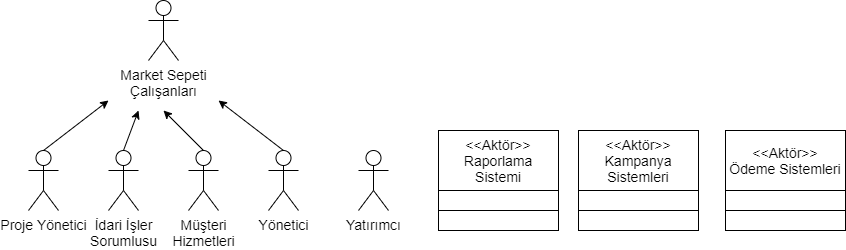 Market Sepeti
Çalışanları
Proje Yönetici
İdari İşler
Sorumlusu
Müşteri
Hizmetleri
Yönetici
Yatırımcı
<<Aktör>>
Raporlama
Sistemi
<<Aktör>>
Kampanya
Sistemleri
<<Aktör>>
Ödeme Sistemleri